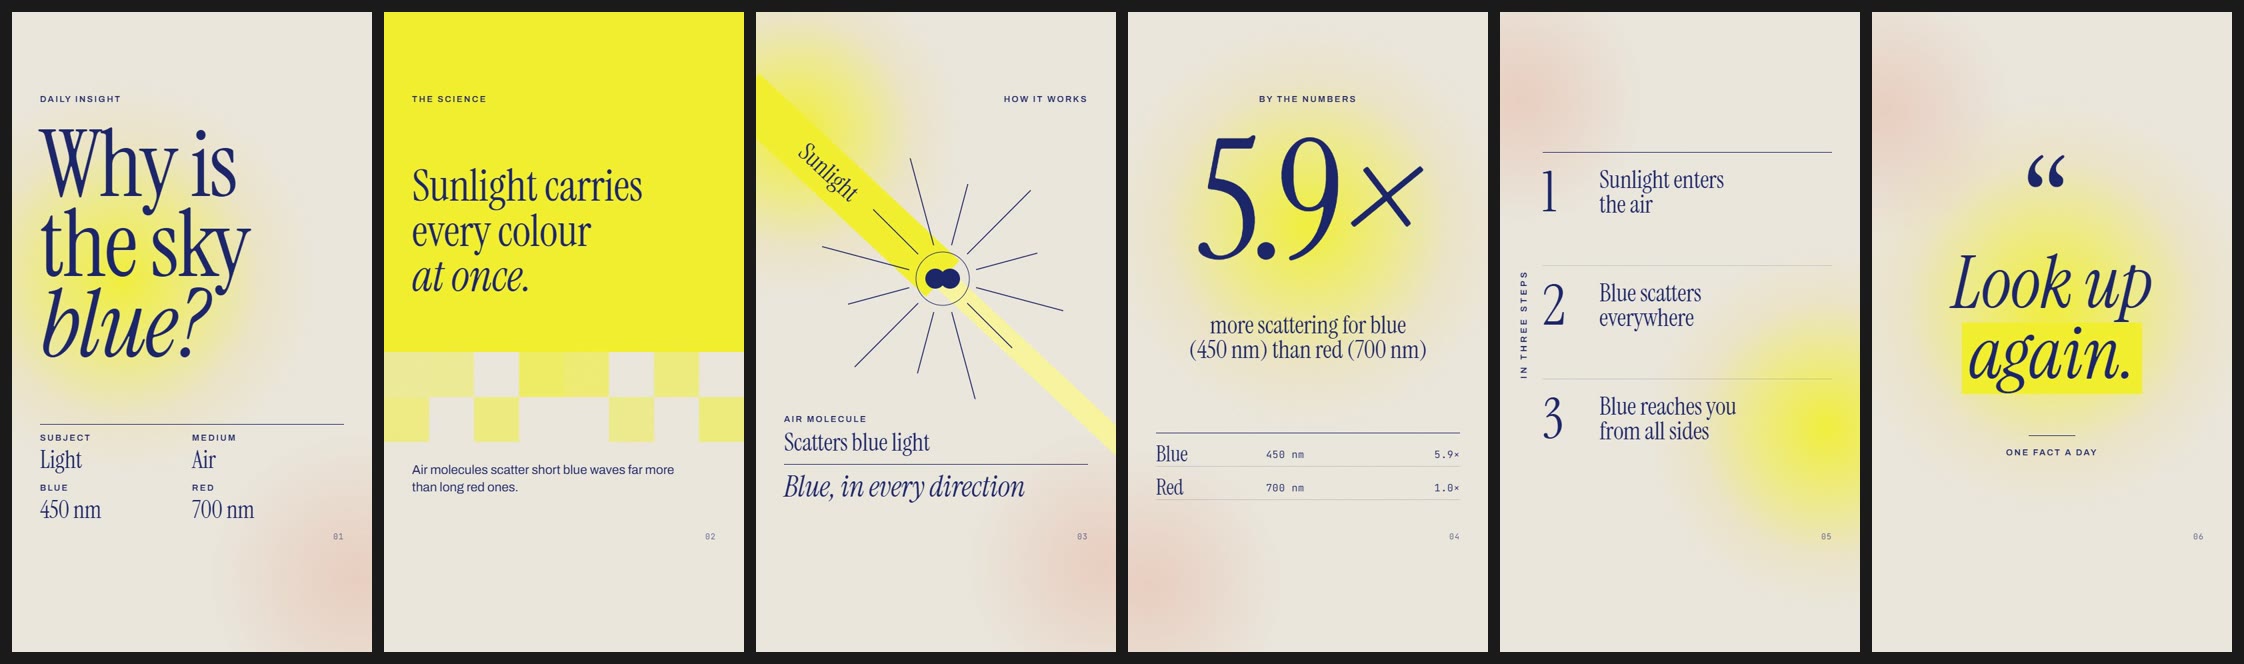 DAILY INSIGHT
Why is
the sky
blue?
SUBJECT
Light
MEDIUM
Air
BLUE
450 nm
RED
700 nm
01
THE SCIENCE
Sunlight carries
every colour
at once.
Air molecules scatter short blue waves far more
than long red ones.
02
HOW IT WORKS
Sunlight
AIR MOLECULE
Scatters blue light
Blue, in every direction
03
BY THE NUMBERS
5.9×
more scattering for blue
(450 nm) than red (700 nm)
Blue 450 nm 5.9×
Red 700 nm 1.0×
04
IN THREE STEPS
1 Sunlight enters
the air
2 Blue scatters
everywhere
3 Blue reaches you
from all sides
05
“
Look up
again.
ONE FACT A DAY
06